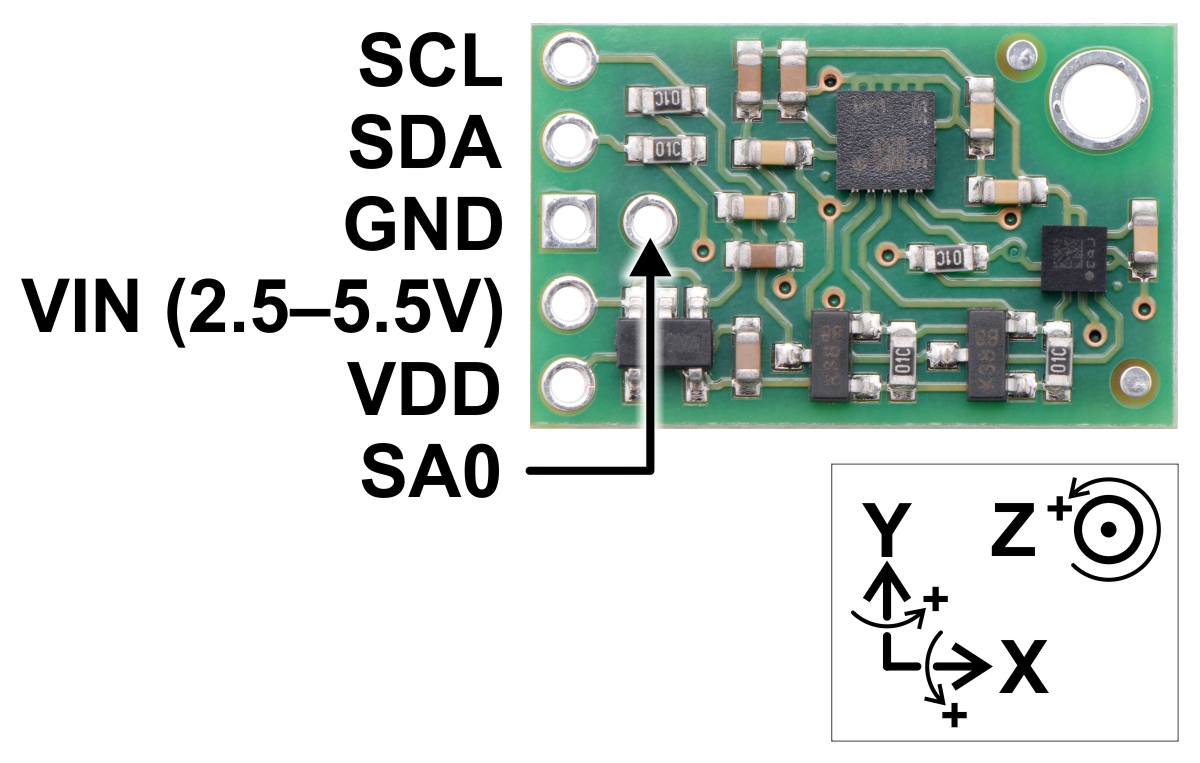 SCL
SDA
GND
VIN (2.5–5.5V)
VDD
SA0
01C
01C
01C
01C
01C
Y
Z
+
+
X
+